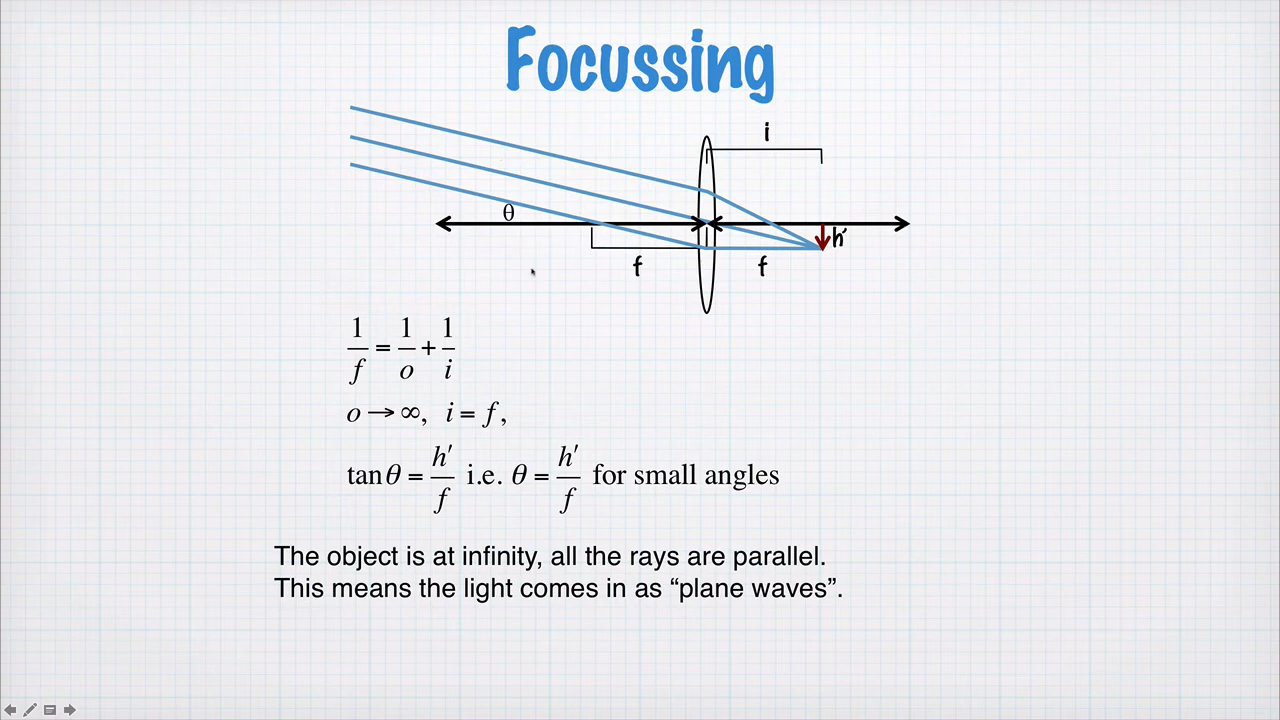 Focussing
i
θ
h′
f f
1/f = 1/o + 1/i
o → ∞, i = f,
tan θ = h′/f i.e. θ = h′/f for small angles
The object is at infinity, all the rays are parallel.
This means the light comes in as “plane waves”.